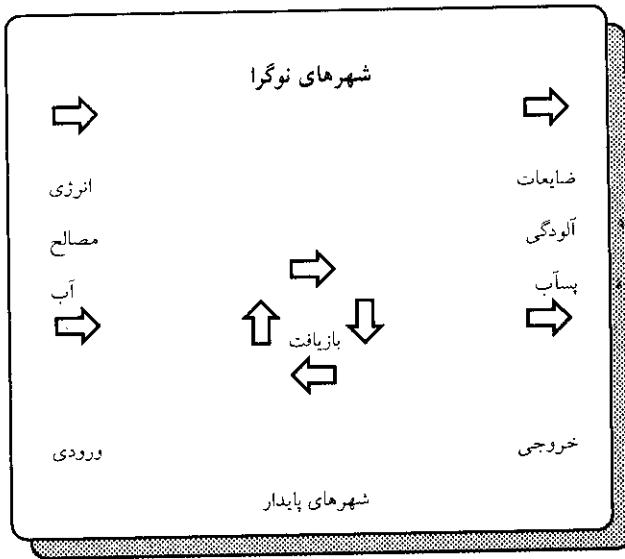 شهرهای نوگرا
ضایعات
انرژی
آلودگی
مصالح
پسآب
آب
بازیافت
خروجی
ورودی
شهرهای پایدار